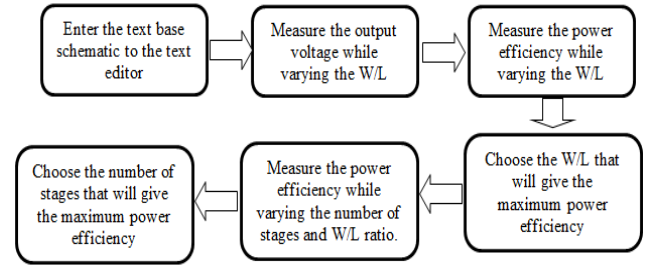 Enter the text base
schematic to the text
editor
Measure the output
voltage while
varying the W/L
Measure the power
efficiency while
varying the W/L
Choose the W/L that
will give the
maximum power
efficiency
Measure the power
efficiency while
varying the number of
stages and W/L ratio.
Choose the number of
stages that will give
the maximum power
efficiency